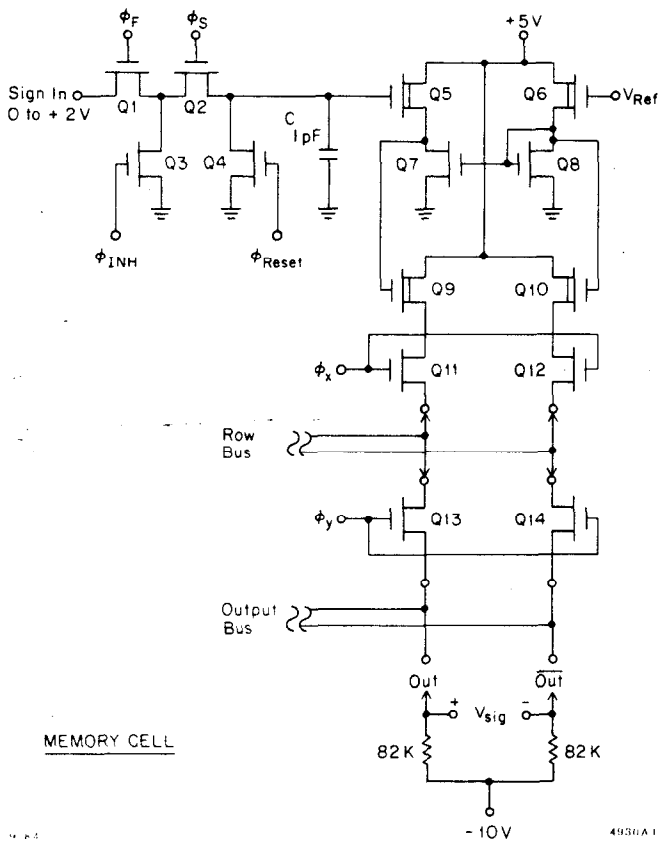 ϕF
ϕS
+5V
Sign In
0 to +2V
Q1
Q2
Q5
Q6
VRef
C
1pF
Q3
Q4
Q7
Q8
ϕINH
ϕReset
Q9
Q10
ϕx
Q11
Q12
Row
Bus
ϕy
Q13
Q14
Output
Bus
Out
O̅u̅t̅
+
Vsig
-
MEMORY CELL
82K
82K
-10V
4930A1